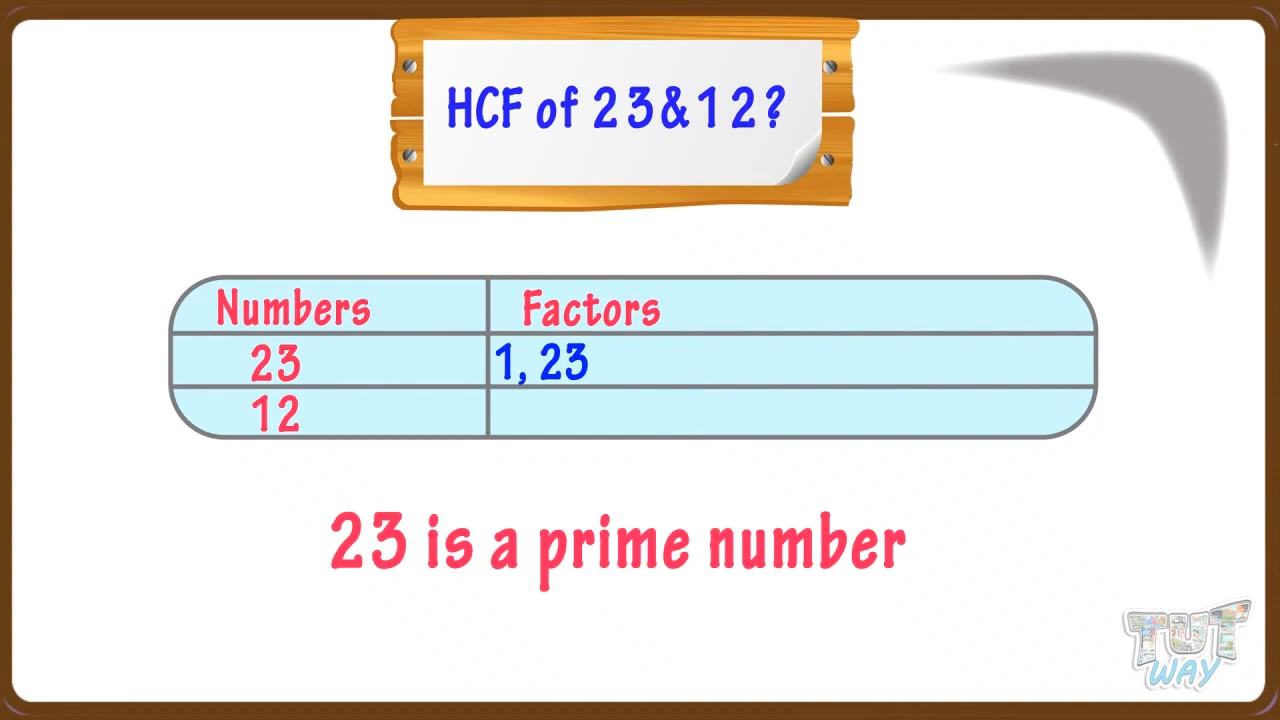 HCF of 23&12?
Numbers Factors
23 1, 23
12
23 is a prime number
TUT
WAY